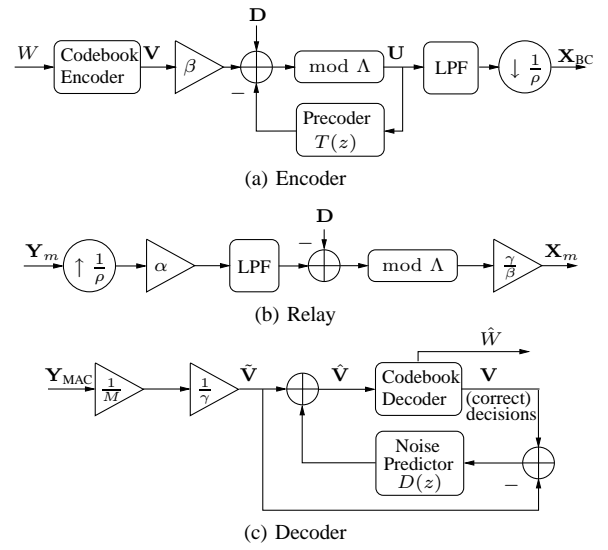 D
W Codebook Encoder V β − mod Λ U LPF ↓ 1/ρ X_BC
Precoder T(z)
(a) Encoder
D
Y_m ↑ 1/ρ α LPF − mod Λ γ/β X_m
(b) Relay
Ŵ
Y_MAC 1/M 1/γ Ṽ V̂ Codebook Decoder V
(correct) decisions
Noise Predictor D(z) −
(c) Decoder